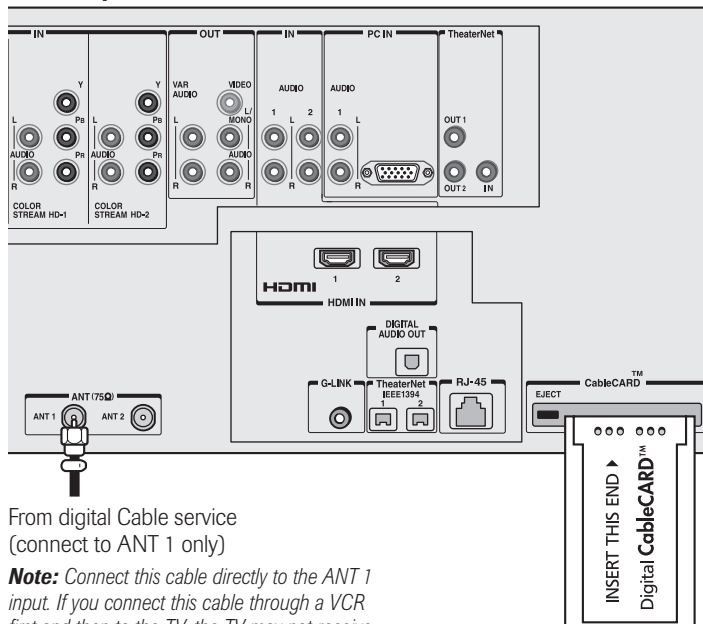 IN OUT IN PC IN TheaterNet
Y Y VAR AUDIO VIDEO AUDIO AUDIO
L/MONO 1 L 2 1 L OUT 1
L PB L PB L
AUDIO PR AUDIO PR AUDIO
R R R R R R OUT 2 IN
COLOR STREAM HD-1
COLOR STREAM HD-2
HDMI 1 2
HDMI IN
DIGITAL AUDIO OUT
G-LINK TheaterNet IEEE1394 RJ-45 CableCARD™
1 2 EJECT
ANT (75Ω)
ANT 1 ANT 2
INSERT THIS END
Digital CableCARD™
From digital Cable service
(connect to ANT 1 only)
Note: Connect this cable directly to the ANT 1
input. If you connect this cable through a VCR